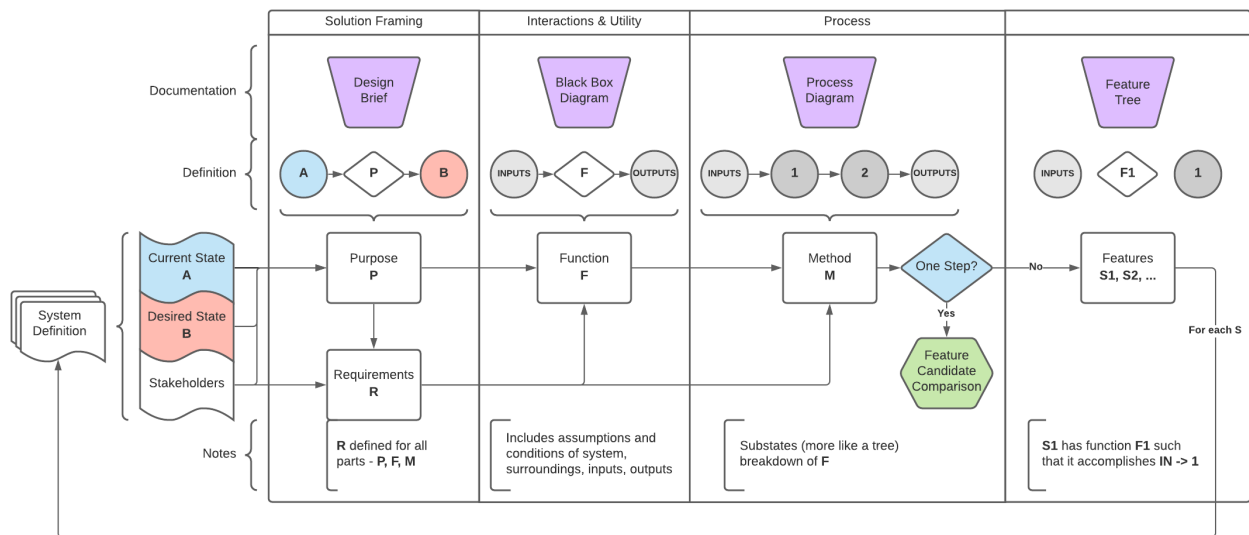 Solution Framing
Interactions & Utility
Process
Documentation
Design
Brief
Black Box
Diagram
Process
Diagram
Feature
Tree
Definition
A
P
B
INPUTS
F
OUTPUTS
INPUTS
1
2
OUTPUTS
INPUTS
F1
1
System
Definition
Current State
A
Desired State
B
Stakeholders
Purpose
P
Requirements
R
Function
F
Method
M
One Step?
No
Yes
Feature
Candidate
Comparison
Features
S1, S2, ...
For each S
Notes
R defined for all
parts - P, F, M
Includes assumptions and
conditions of system,
surroundings, inputs, outputs
Substates (more like a tree)
breakdown of F
S1 has function F1 such
that it accomplishes IN -> 1